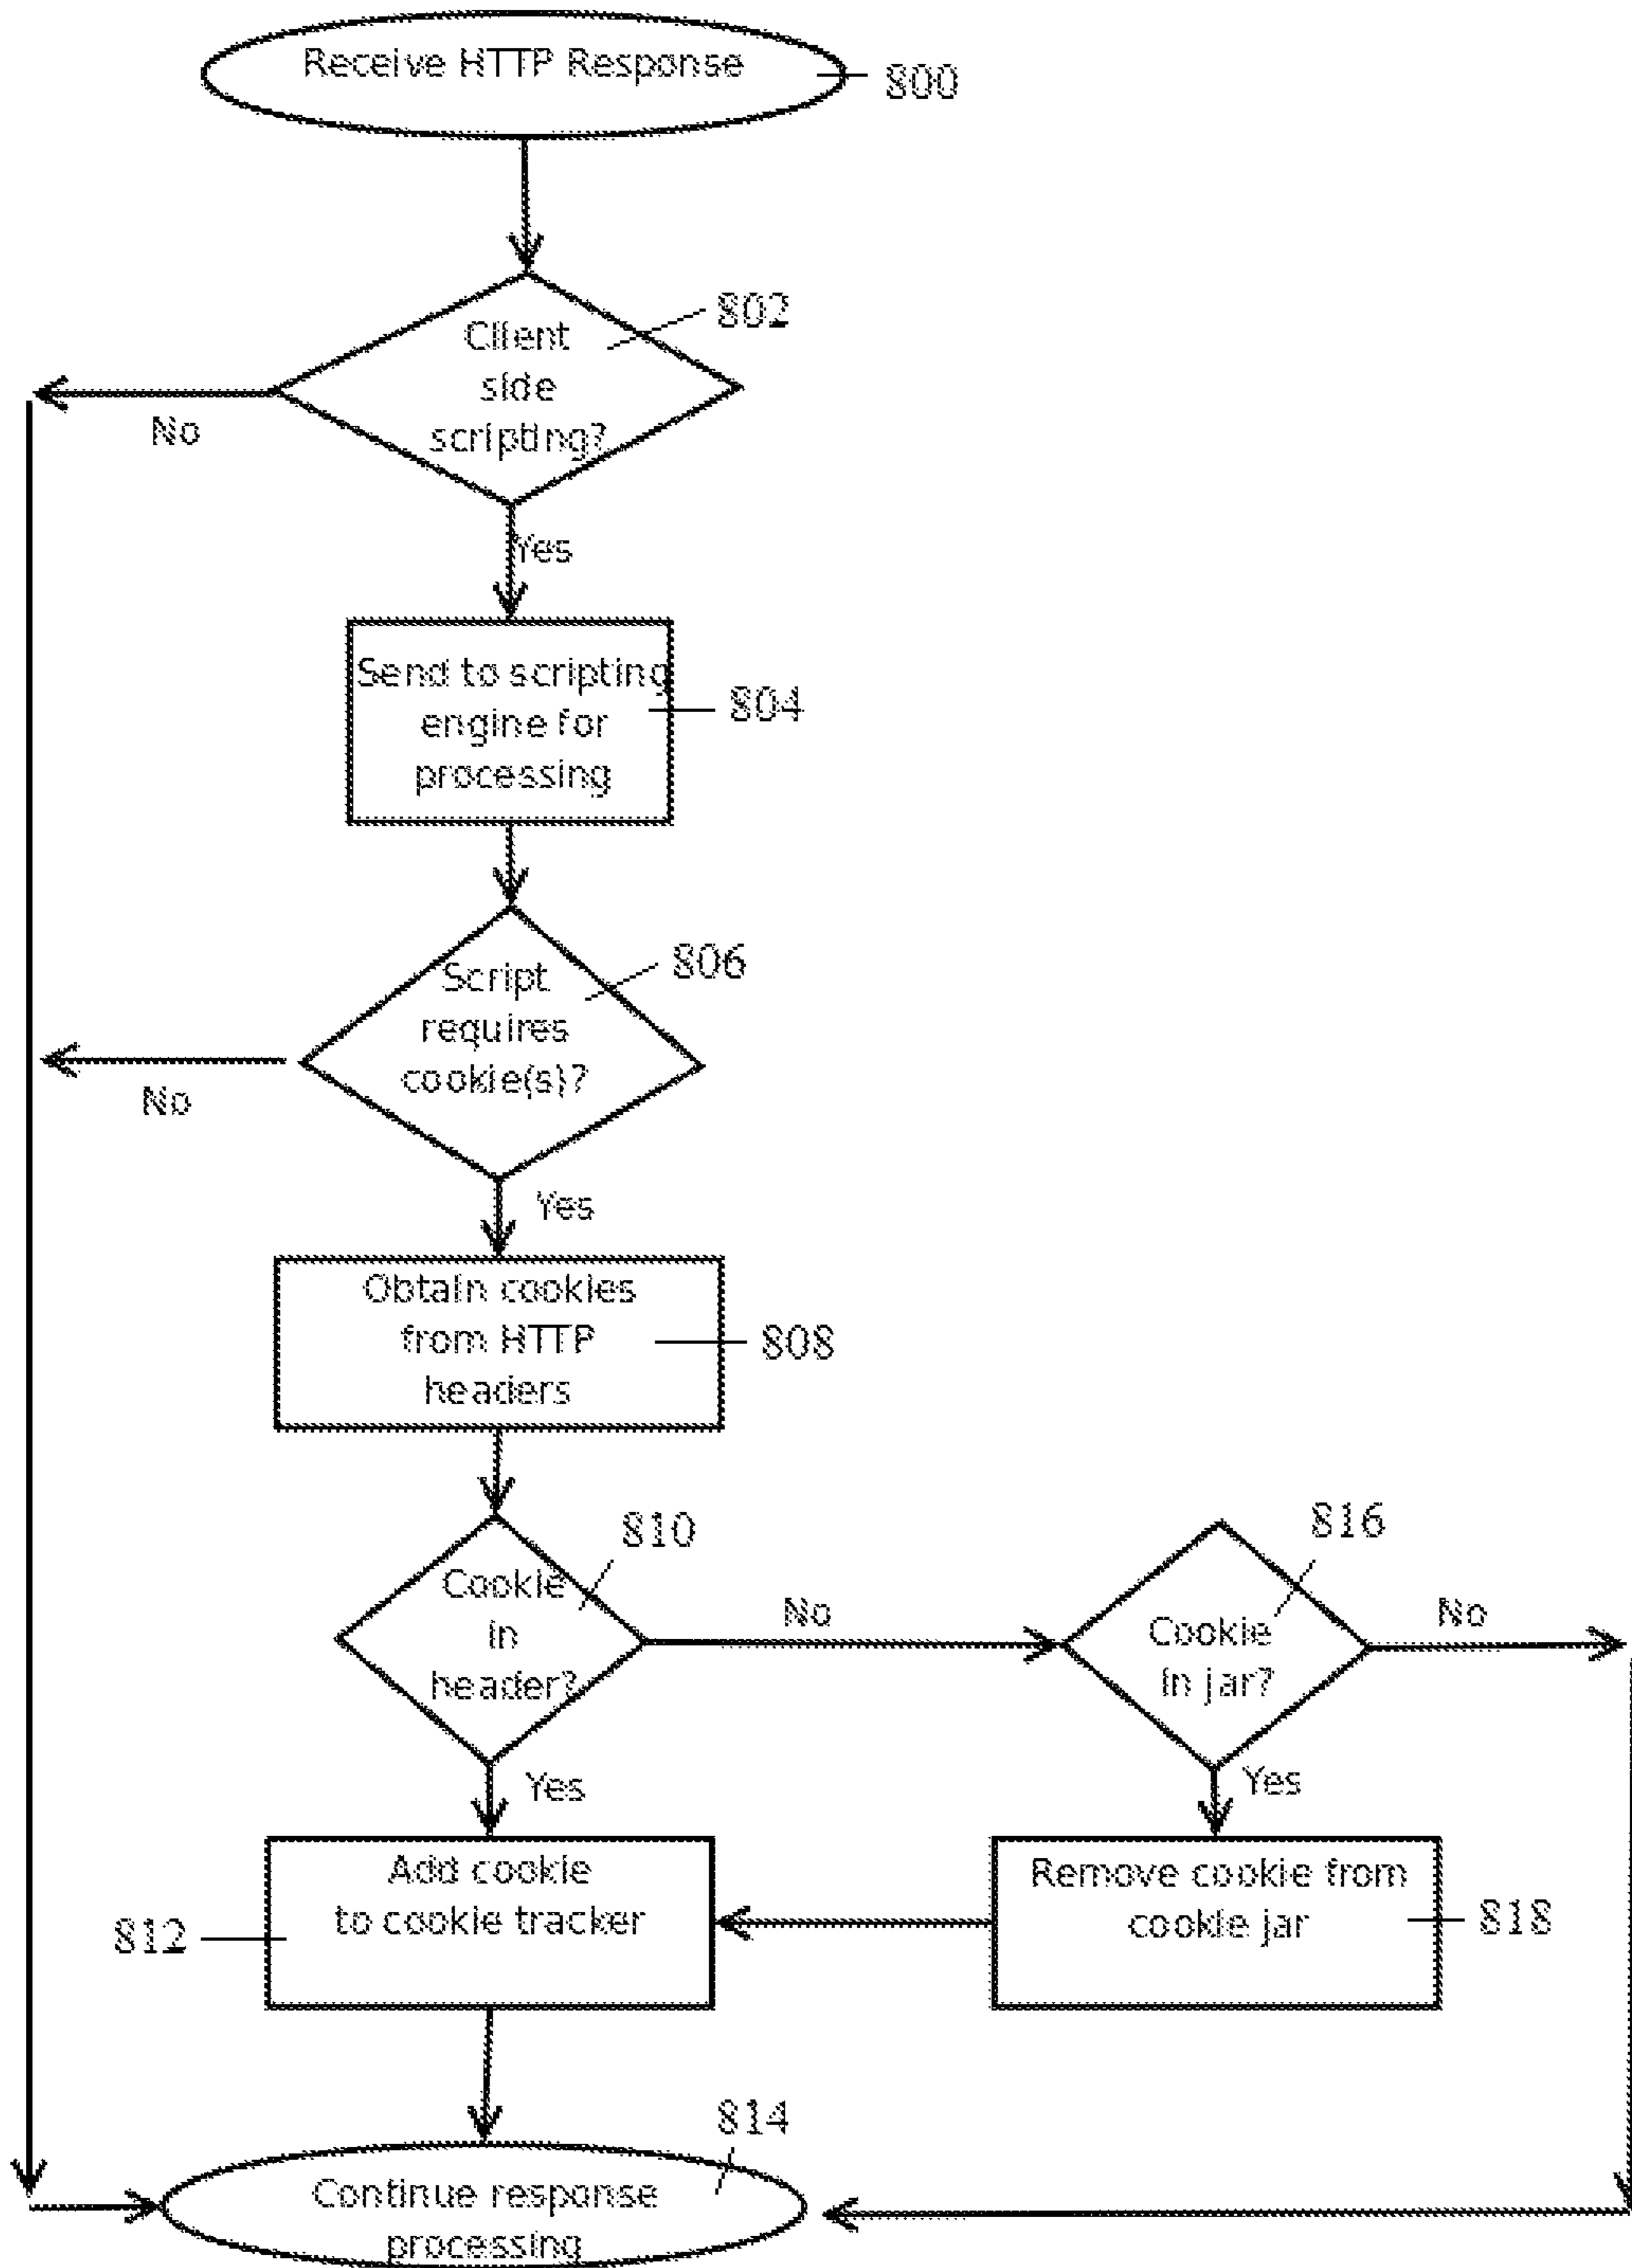 Receive HTTP Response
800
802
Client
side
scripting?
No
Yes
Send to scripting
engine for
processing
804
806
Script
requires
cookie(s)?
No
Yes
Obtain cookies
from HTTP
headers
808
810
Cookie
in
header?
No
816
Cookie
in jar?
No
Yes
Yes
Add cookie
to cookie tracker
812
Remove cookie from
cookie jar
818
814
Continue response
processing